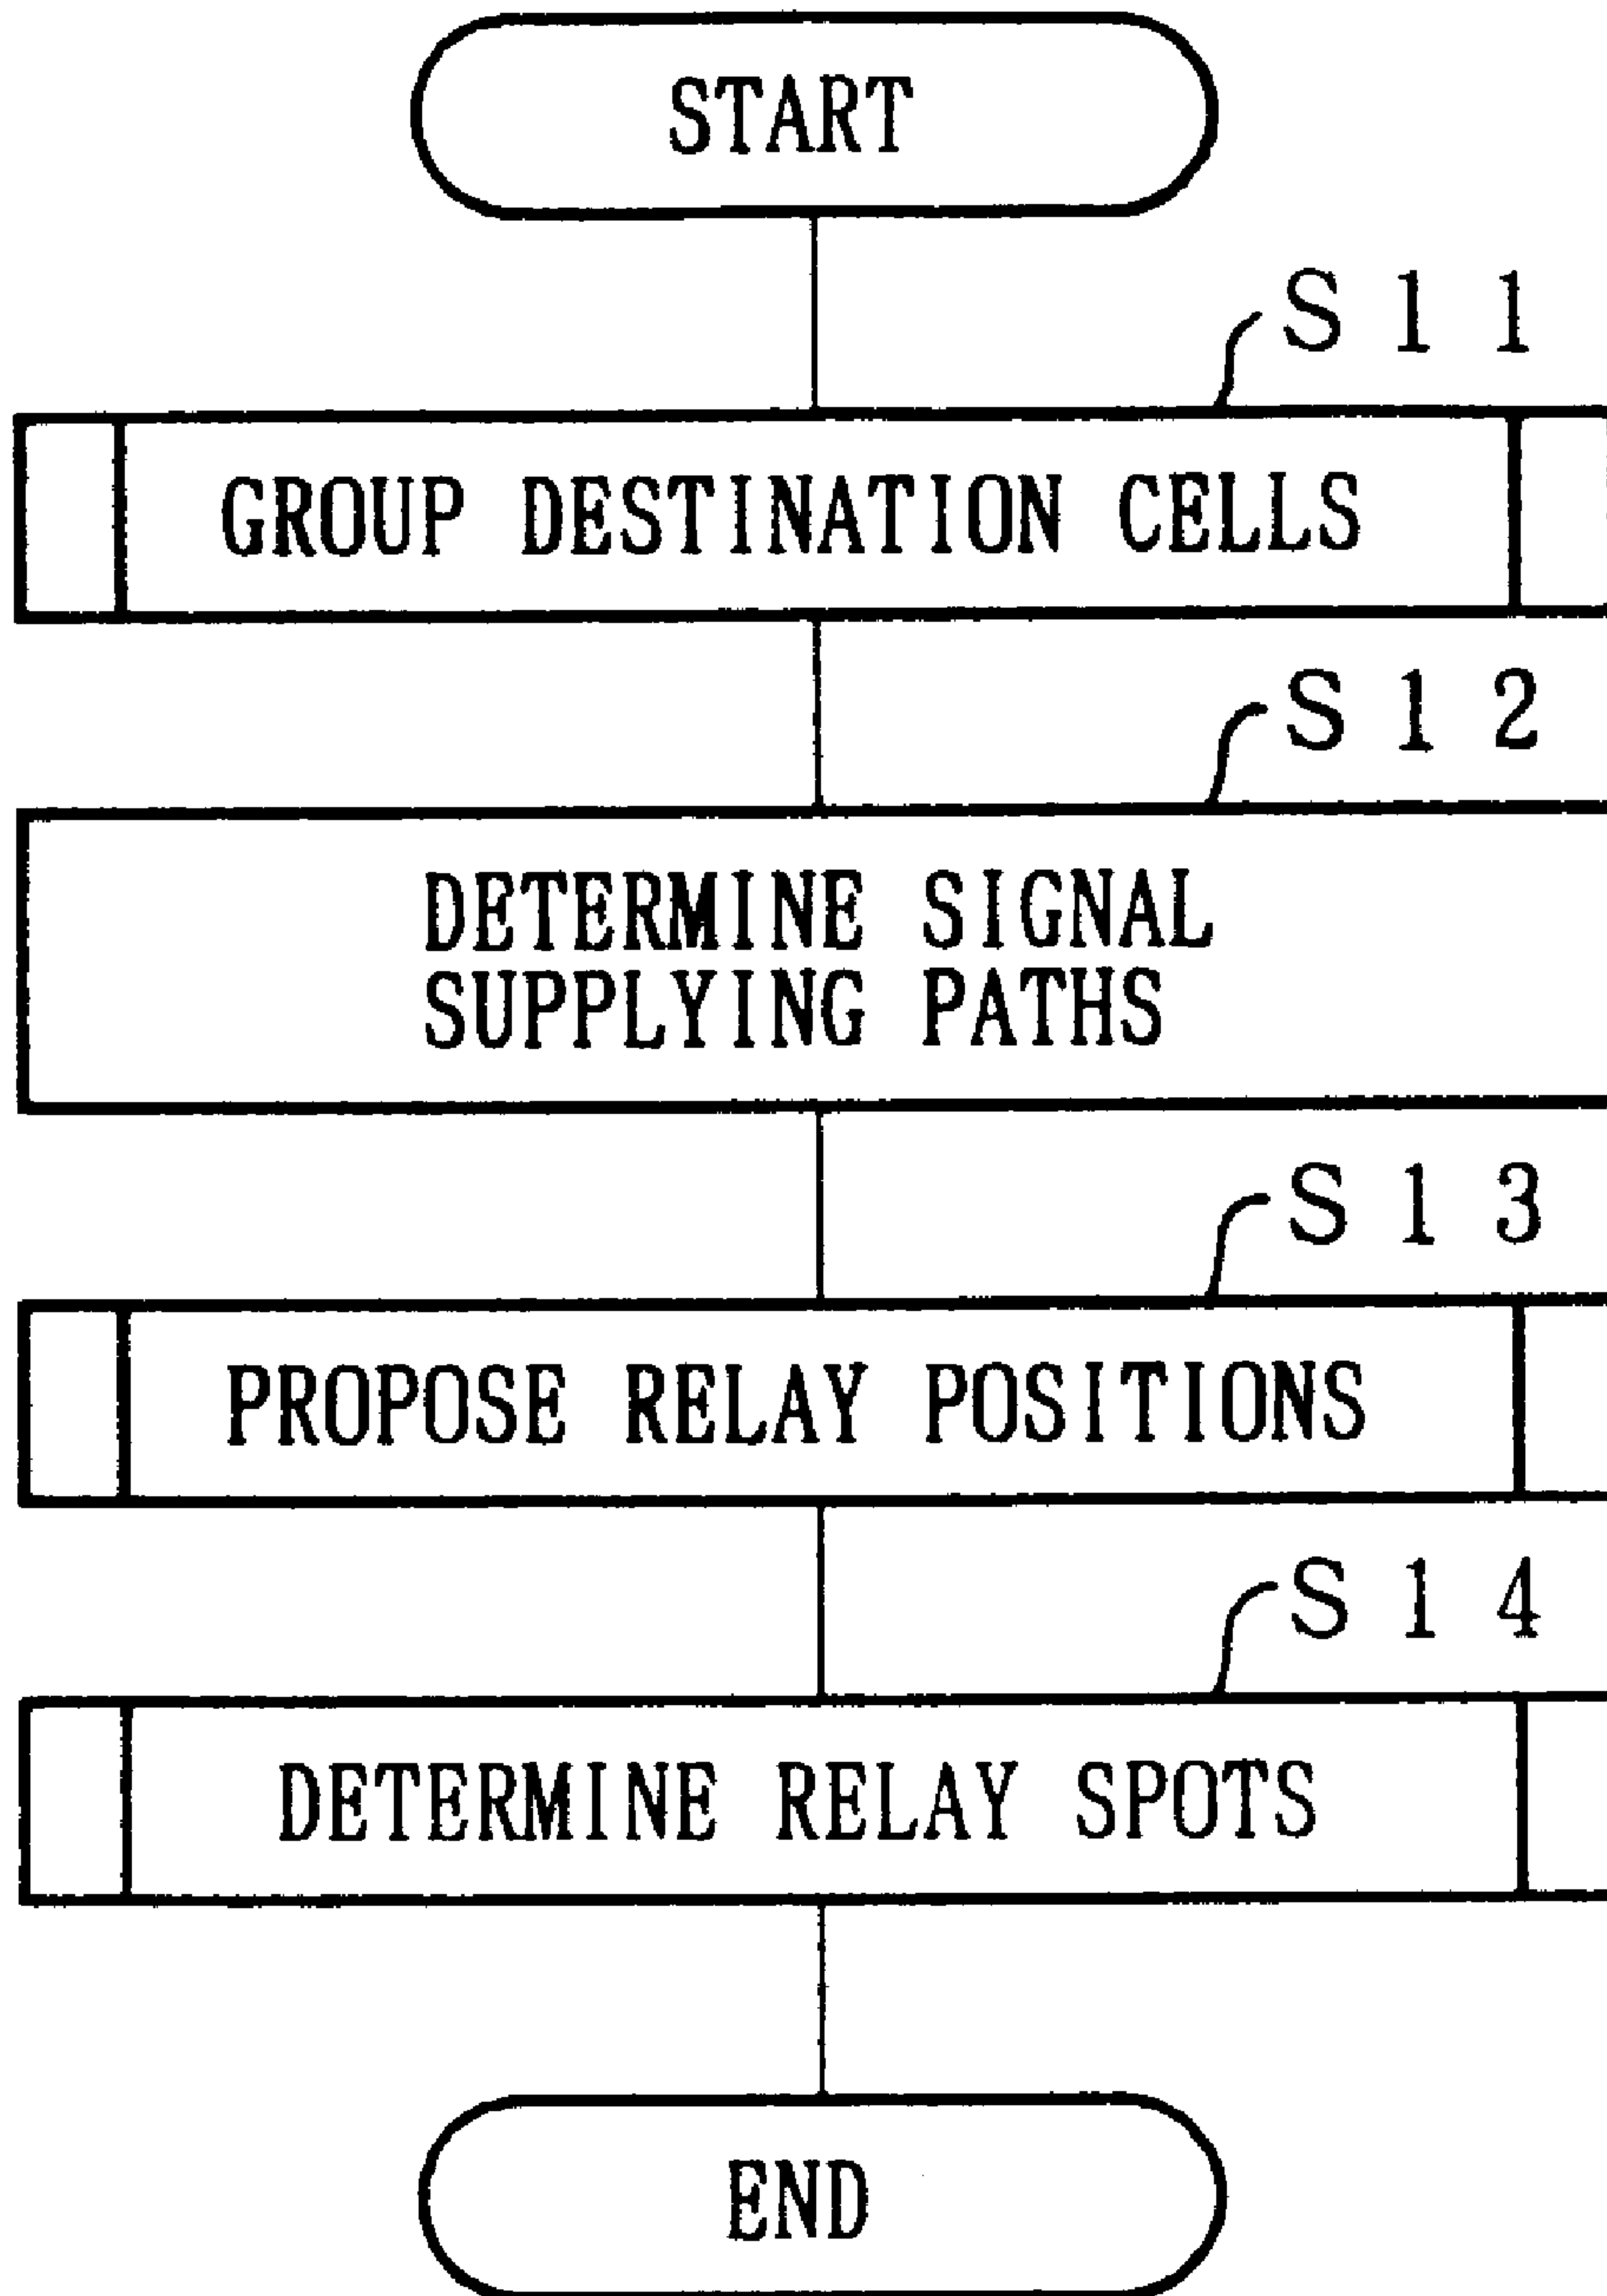 START
S11
GROUP DESTINATION CELLS
S12
DETERMINE SIGNAL
SUPPLYING PATHS
S13
PROPOSE RELAY POSITIONS
S14
DETERMINE RELAY SPOTS
END